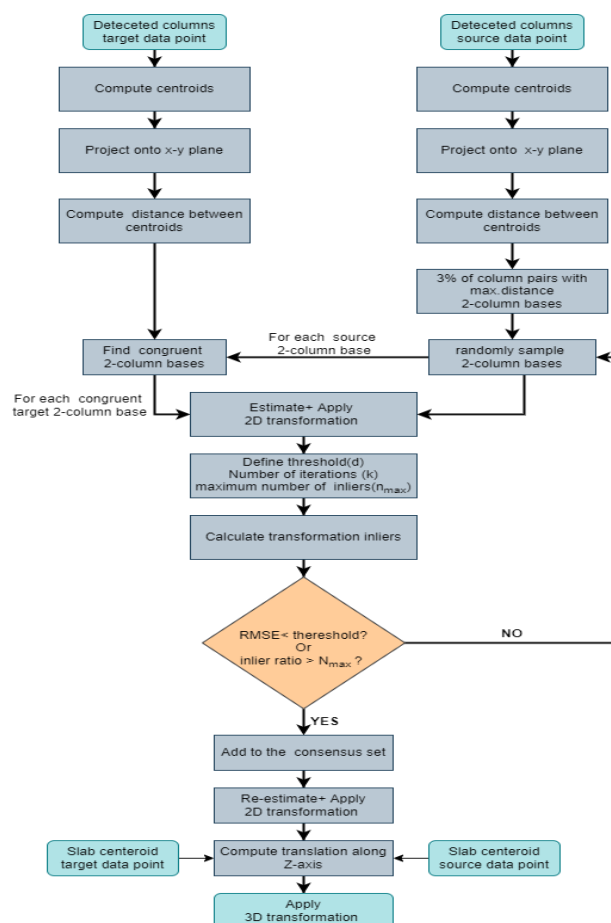 Deteceted columns
target data point
Deteceted columns
source data point
Compute centroids
Compute centroids
Project onto x-y plane
Project onto x-y plane
Compute distance between
centroids
Compute distance between
centroids
3% of column pairs with
max.distance
2-column bases
For each source
2-column base
Find congruent
2-column bases
randomly sample
2-column bases
For each congruent
target 2-column base
Estimate+ Apply
2D transformation
Define threshold(d)
Number of iterations (k)
maximum number of inliers(nmax)
Calculate transformation inliers
RMSE< thereshold?
Or
inlier ratio > Nmax ?
NO
YES
Add to the consensus set
Re-estimate+ Apply
2D transformation
Slab centeroid
target data point
Compute translation along
Z-axis
Slab centeroid
source data point
Apply
3D transformation